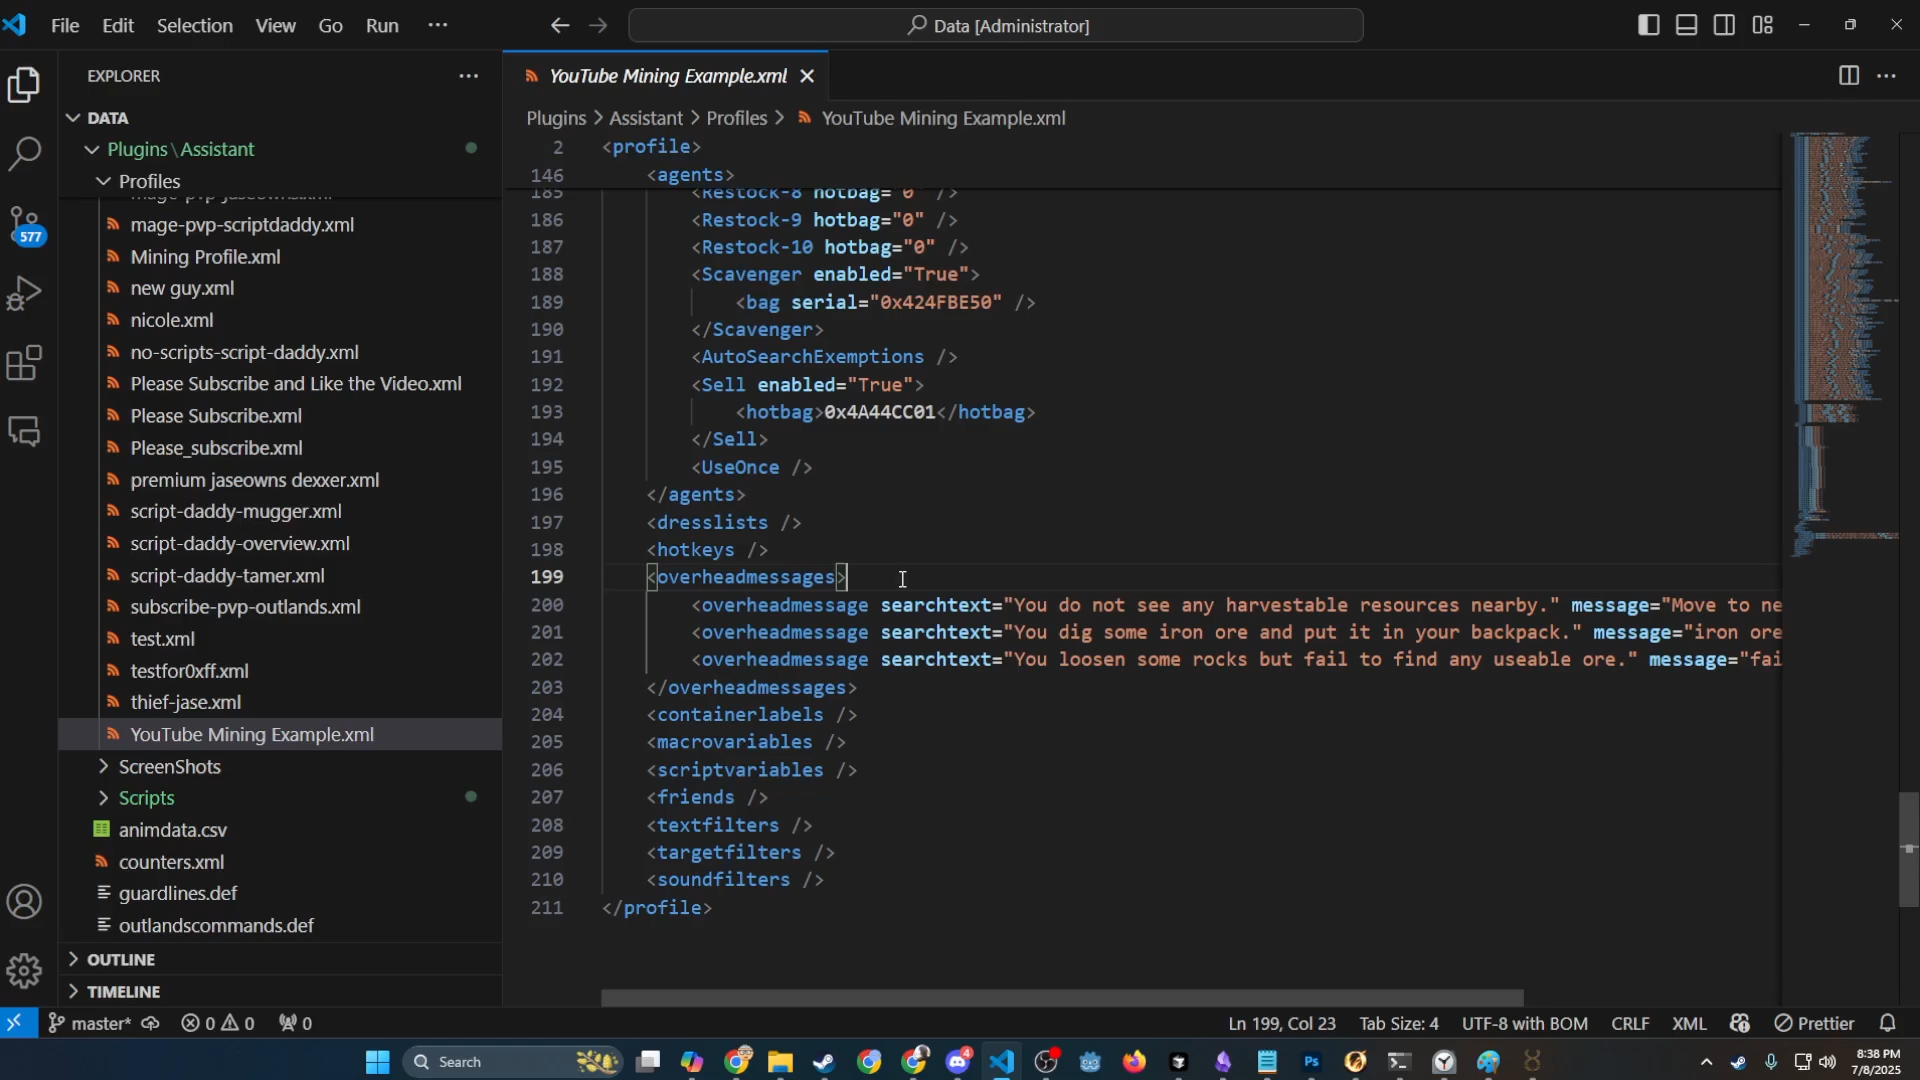 File Edit Selection View Go Run ···
Data [Administrator]
EXPLORER
DATA
Plugins\Assistant
Profiles
mage-pvp-scriptdaddy.xml
Mining Profile.xml
new guy.xml
nicole.xml
no-scripts-script-daddy.xml
Please Subscribe and Like the Video.xml
Please Subscribe.xml
Please_subscribe.xml
premium jaseowns dexxer.xml
script-daddy-mugger.xml
script-daddy-overview.xml
script-daddy-tamer.xml
subscribe-pvp-outlands.xml
test.xml
testfor0xff.xml
thief-jase.xml
YouTube Mining Example.xml
ScreenShots
Scripts
animdata.csv
counters.xml
guardlines.def
outlandscommands.def
OUTLINE
TIMELINE
577
YouTube Mining Example.xml
Plugins > Assistant > Profiles > YouTube Mining Example.xml
2 <profile>
146 <agents>
185 <Restock-8 hotbag="0" />
186 <Restock-9 hotbag="0" />
187 <Restock-10 hotbag="0" />
188 <Scavenger enabled="True">
189 <bag serial="0x424FBE50" />
190 </Scavenger>
191 <AutoSearchExemptions />
192 <Sell enabled="True">
193 <hotbag>0x4A44CC01</hotbag>
194 </Sell>
195 <UseOnce />
196 </agents>
197 <dresslists />
198 <hotkeys />
199 <overheadmessages>
200 <overheadmessage searchtext="You do not see any harvestable resources nearby." message="Move to ne
201 <overheadmessage searchtext="You dig some iron ore and put it in your backpack." message="iron ore
202 <overheadmessage searchtext="You loosen some rocks but fail to find any useable ore." message="fai
203 </overheadmessages>
204 <containerlabels />
205 <macrovariables />
206 <scriptvariables />
207 <friends />
208 <textfilters />
209 <targetfilters />
210 <soundfilters />
211 </profile>
master* 0 0 0 Ln 199, Col 23 Tab Size: 4 UTF-8 with BOM CRLF XML Prettier
Search
4
8:38 PM
7/8/2025